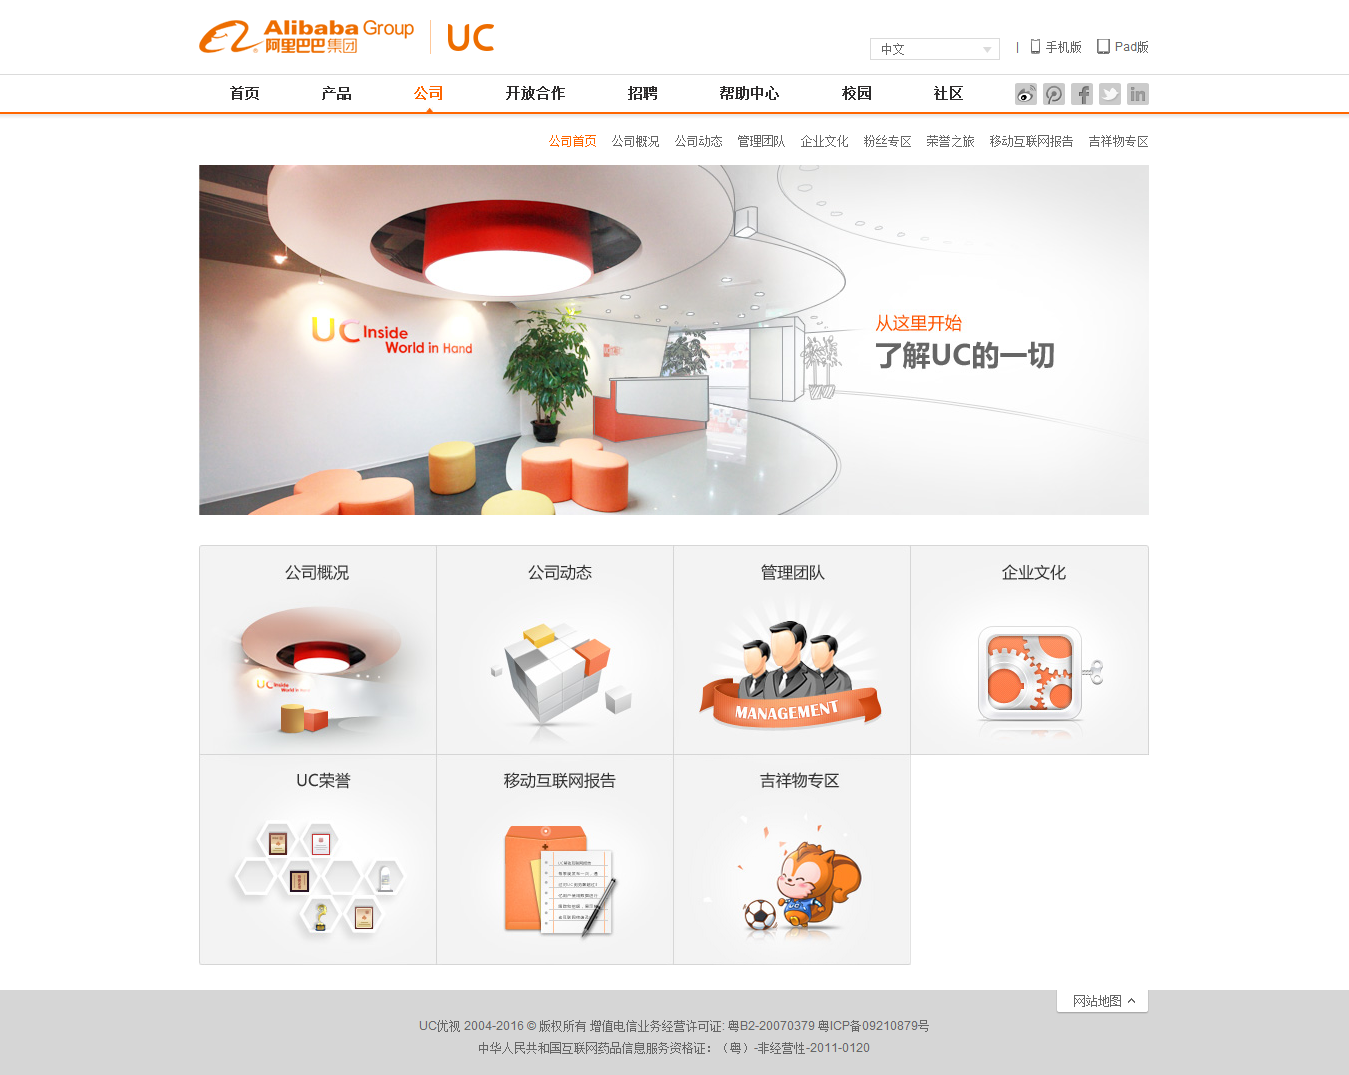 Alibaba Group
阿里巴巴集团
UC
中文
手机版
Pad版
首页 产品 公司 开放合作 招聘 帮助中心 校园 社区
公司首页 公司概况 公司动态 管理团队 企业文化 粉丝专区 荣誉之旅 移动互联网报告 吉祥物专区
UC Inside
World in Hand
从这里开始
了解UC的一切
公司概况 公司动态 管理团队 企业文化
UC Inside
World in Hand
MANAGEMENT
UC荣誉 移动互联网报告 吉祥物专区
UC
网站地图
UC优视 2004-2016 © 版权所有 增值电信业务经营许可证: 粤B2-20070379 粤ICP备09210879号
中华人民共和国互联网药品信息服务资格证：（粤）-非经营性-2011-0120